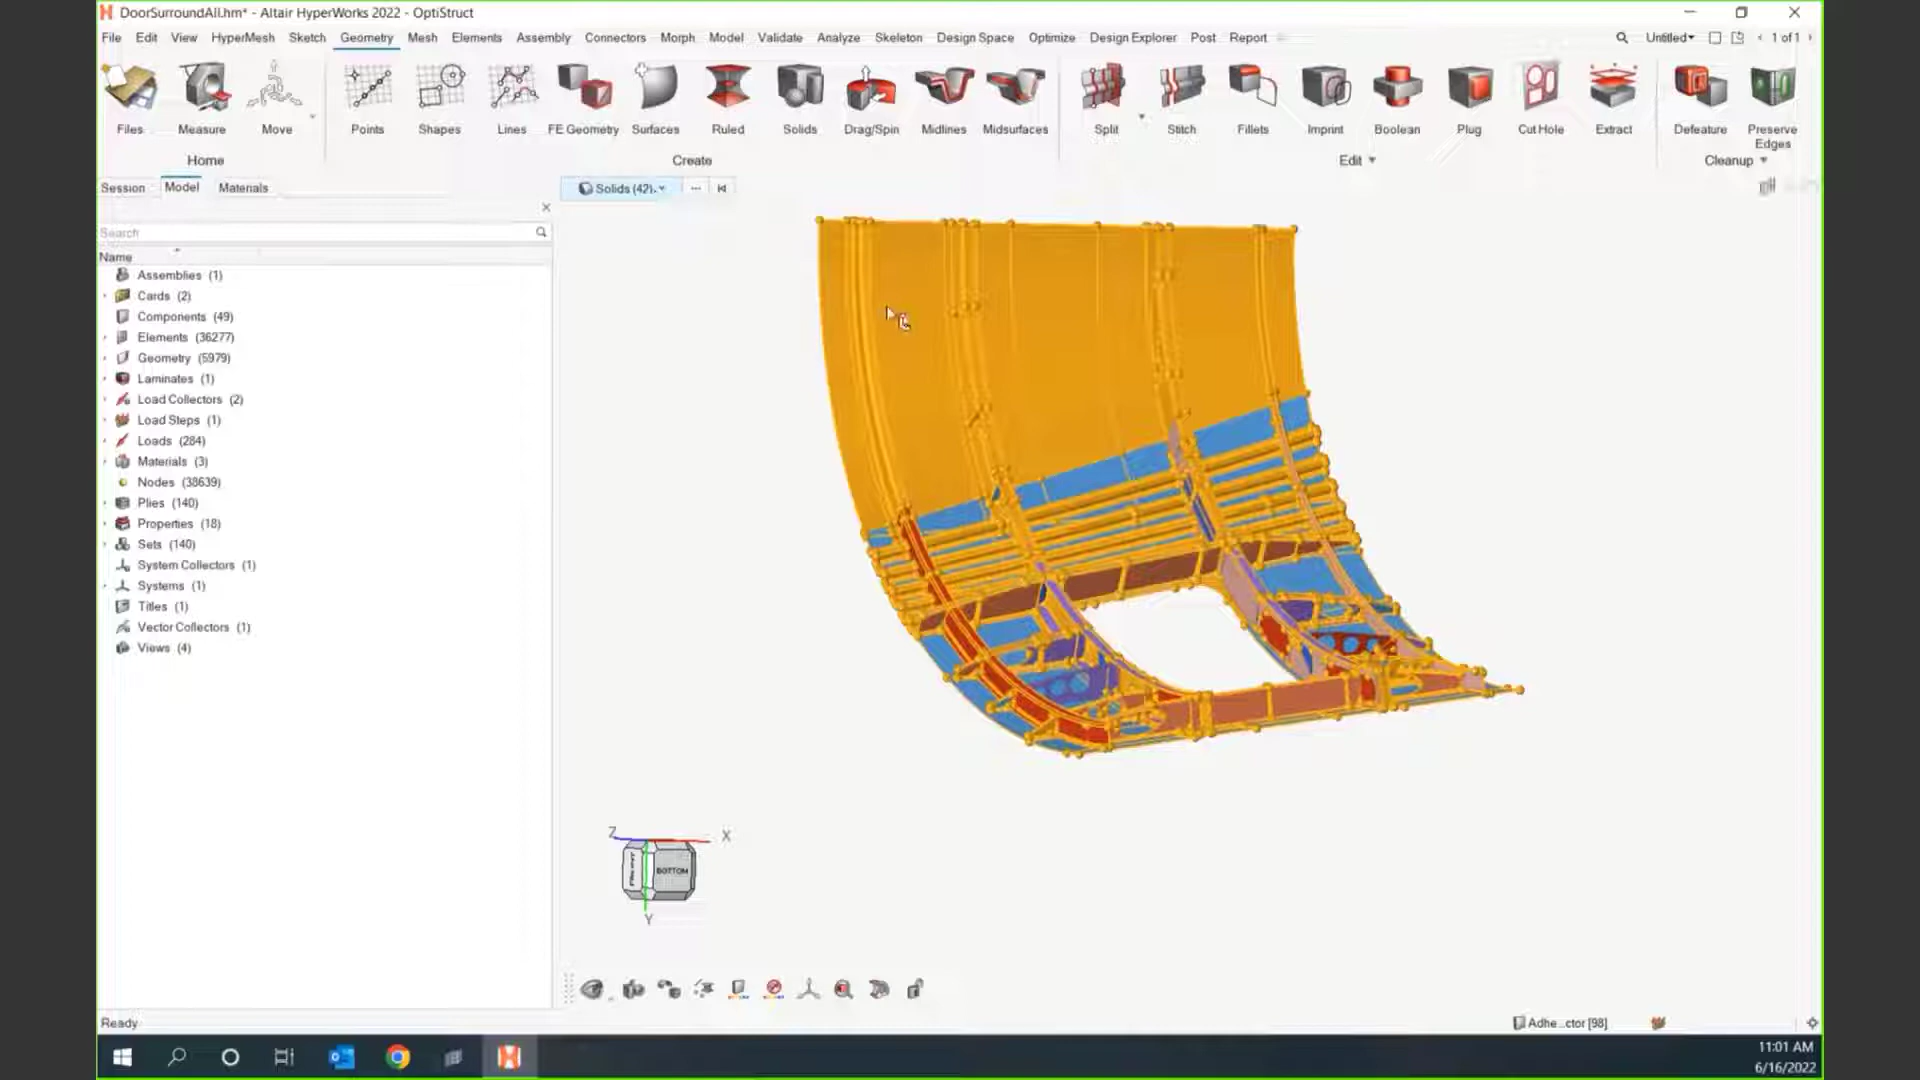 DoorSurroundAll.hm* - Altair HyperWorks 2022 - OptiStruct
File Edit View HyperMesh Sketch Geometry Mesh Elements Assembly Connectors Morph Model Validate Analyze Skeleton Design Space Optimize Design Explorer Post Report Untitled 1 of 1
Files Measure Move Points Shapes Lines FE Geometry Surfaces Ruled Solids Drag/Spin Midlines Midsurfaces Split Stitch Fillets Imprint Boolean Plug Cut Hole Extract Defeature Preserve Edges
Home Create Edit Cleanup
Session Model Materials
Solids (42)
Search
Name
Assemblies (1)
Cards (2)
Components (49)
Elements (36277)
Geometry (5979)
Laminates (1)
Load Collectors (2)
Load Steps (1)
Loads (284)
Materials (3)
Nodes (38639)
Plies (140)
Properties (18)
Sets (140)
System Collectors (1)
Systems (1)
Titles (1)
Vector Collectors (1)
Views (4)
Z X
BOTTOM
Y
Ready
Adhe...ctor [98]
11:01 AM
6/16/2022